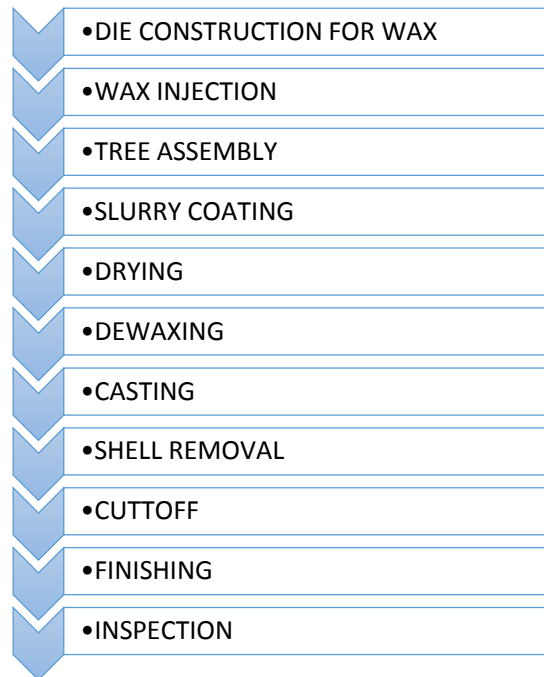 •DIE CONSTRUCTION FOR WAX
•WAX INJECTION
•TREE ASSEMBLY
•SLURRY COATING
•DRYING
•DEWAXING
•CASTING
•SHELL REMOVAL
•CUTTOFF
•FINISHING
•INSPECTION